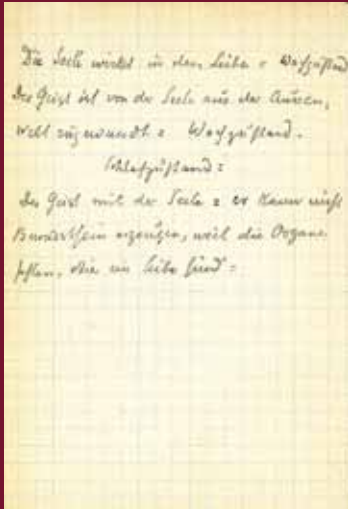 Die Seele wirkt in dem Leibe = Wachzustand
Der Geist ist von der Seele aus der Aussen,
welt zugewandt = Wachzustand.
Schlafzustand =
Der Geist mit der Seele = er kann nicht
Bewusstsein erzeugen, weil die Organe
fehlen, die im Leibe sind =